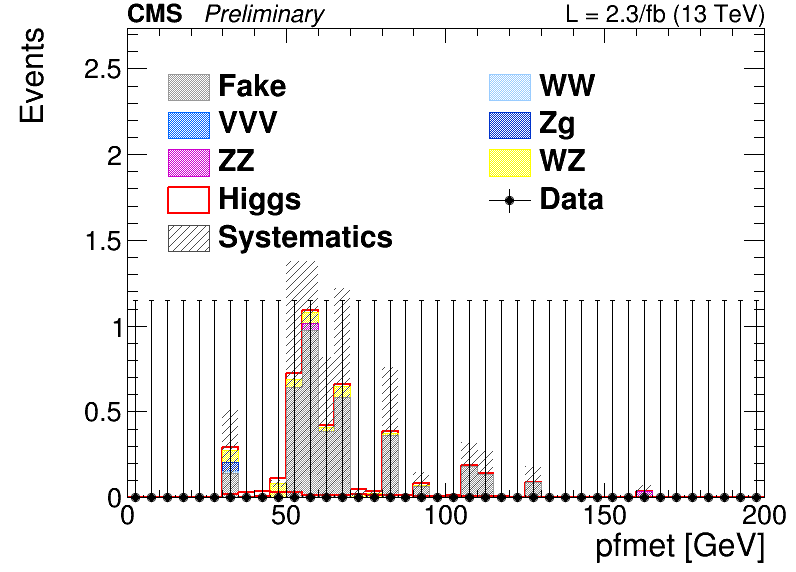 CMS Preliminary L = 2.3/fb (13 TeV)
Events
2.5
2
1.5
1
0.5
0
Fake WW
VVV Zg
ZZ WZ
Higgs Data
Systematics
0 50 100 150 200
pfmet [GeV]